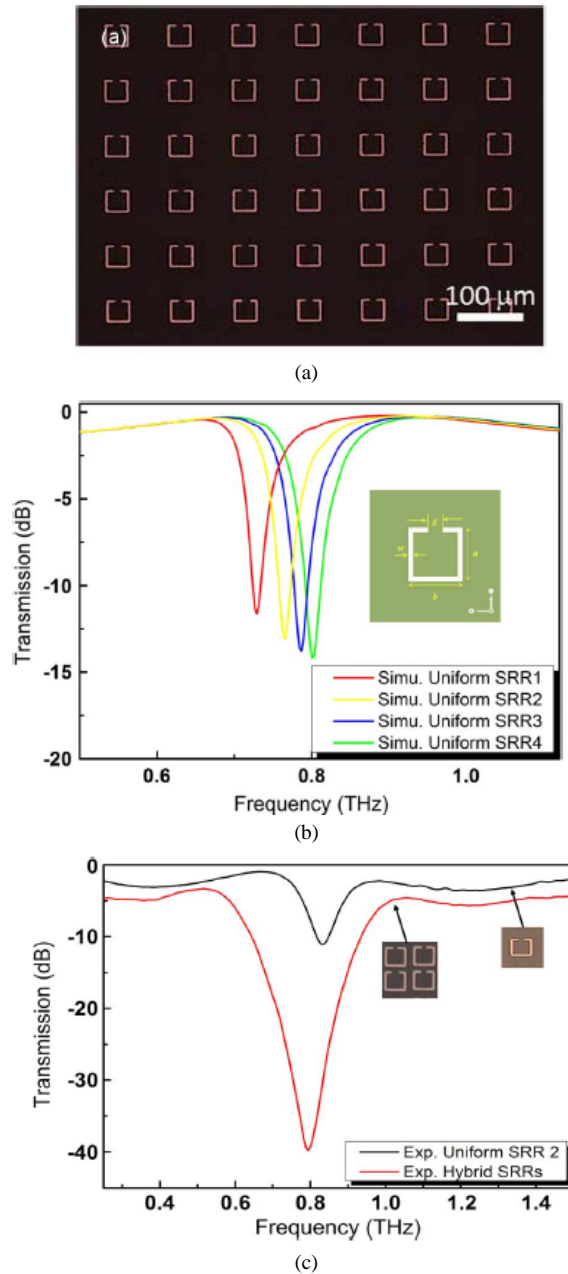 (a)
100 µm
(a)
0
-5
-10
-15
-20
Transmission (dB)
g
w
a
b
Simu. Uniform SRR1
Simu. Uniform SRR2
Simu. Uniform SRR3
Simu. Uniform SRR4
0.6 0.8 1.0
Frequency (THz)
(b)
0
-10
-20
-30
-40
Transmission (dB)
Exp. Uniform SRR 2
Exp. Hybrid SRRs
0.4 0.6 0.8 1.0 1.2 1.4
Frequency (THz)
(c)